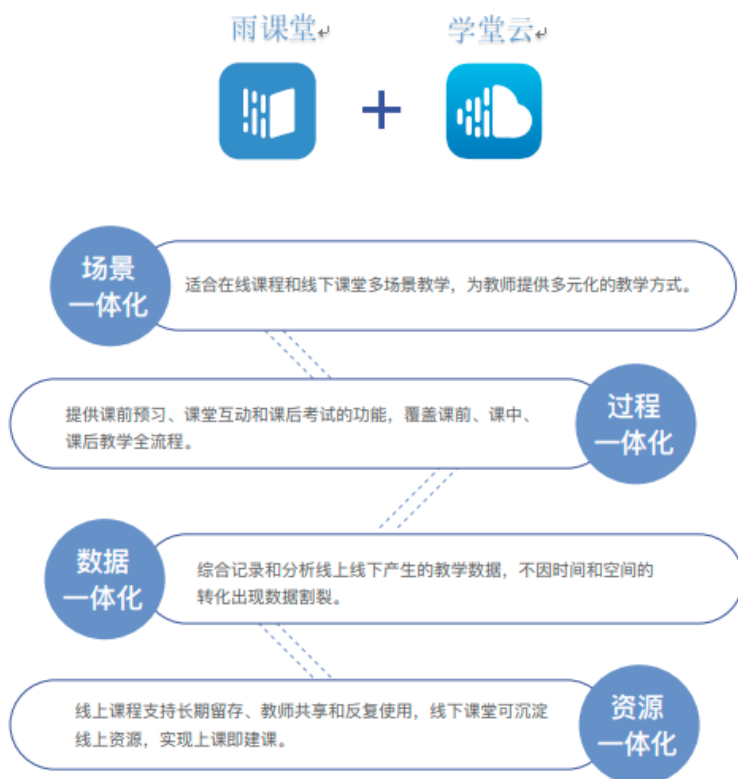 雨课堂↵ 学堂云↵
+
场景
一体化
适合在线课程和线下课堂多场景教学，为教师提供多元化的教学方式。
提供课前预习、课堂互动和课后考试的功能，覆盖课前、课中、
课后教学全流程。
过程
一体化
数据
一体化
综合记录和分析线上线下产生的教学数据，不因时间和空间的
转化出现数据割裂。
线上课程支持长期留存、教师共享和反复使用，线下课堂可沉淀
线上资源，实现上课即建课。
资源
一体化